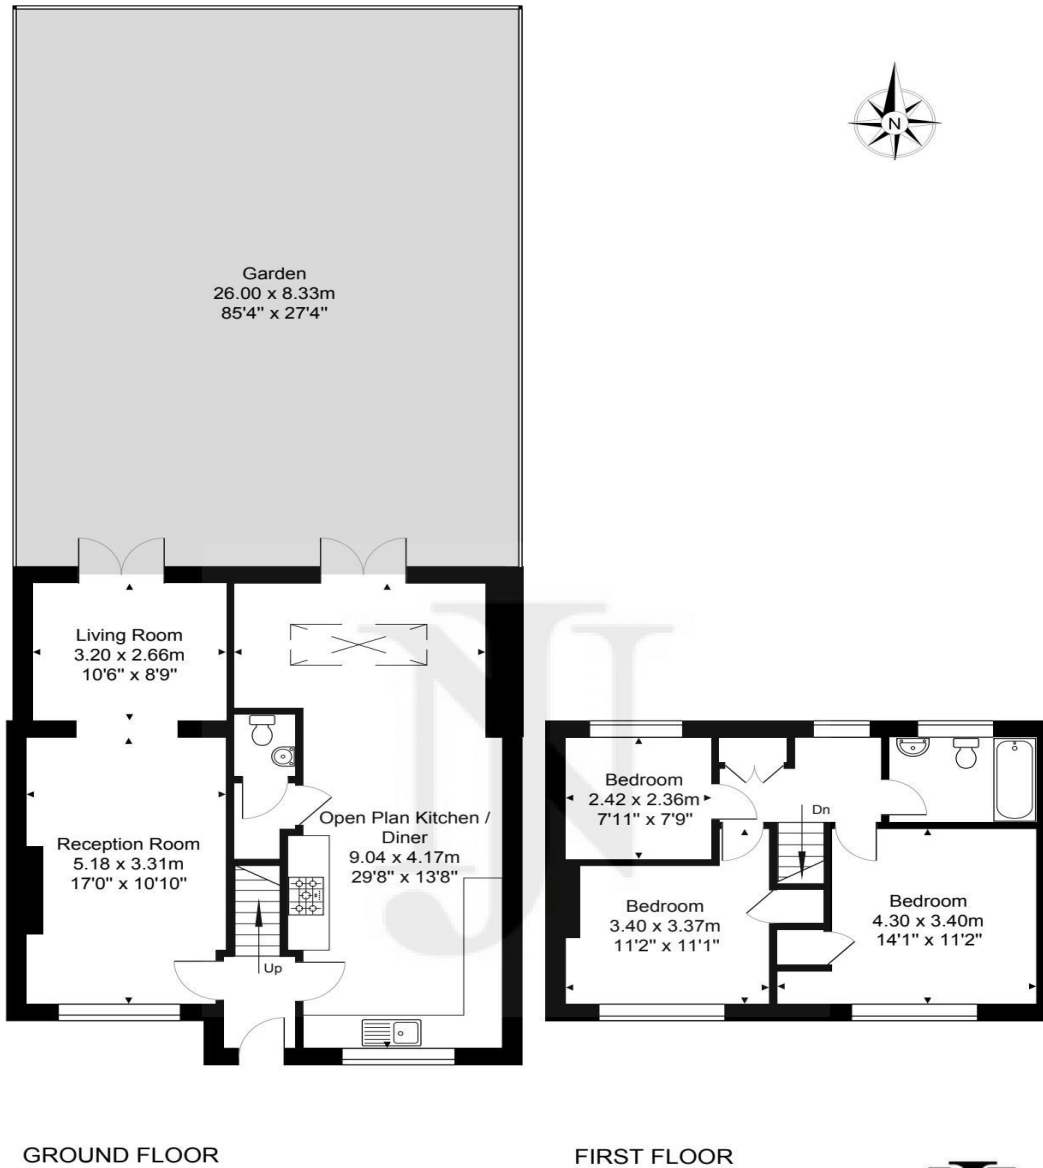 N
Garden
26.00 x 8.33m
85'4" x 27'4"
Living Room
3.20 x 2.66m
10'6" x 8'9"
Reception Room
5.18 x 3.31m
17'0" x 10'10"
Open Plan Kitchen /
Diner
9.04 x 4.17m
29'8" x 13'8"
Up
Bedroom
2.42 x 2.36m
7'11" x 7'9"
Dn
Bedroom
3.40 x 3.37m
11'2" x 11'1"
Bedroom
4.30 x 3.40m
14'1" x 11'2"
GROUND FLOOR
FIRST FLOOR